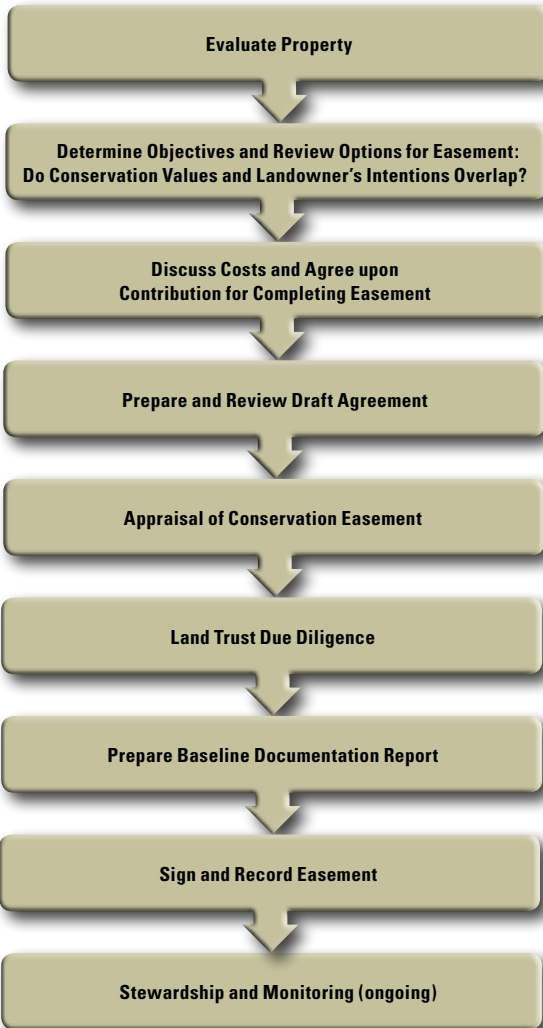 Evaluate Property
Determine Objectives and Review Options for Easement:
Do Conservation Values and Landowner’s Intentions Overlap?
Discuss Costs and Agree upon
Contribution for Completing Easement
Prepare and Review Draft Agreement
Appraisal of Conservation Easement
Land Trust Due Diligence
Prepare Baseline Documentation Report
Sign and Record Easement
Stewardship and Monitoring (ongoing)